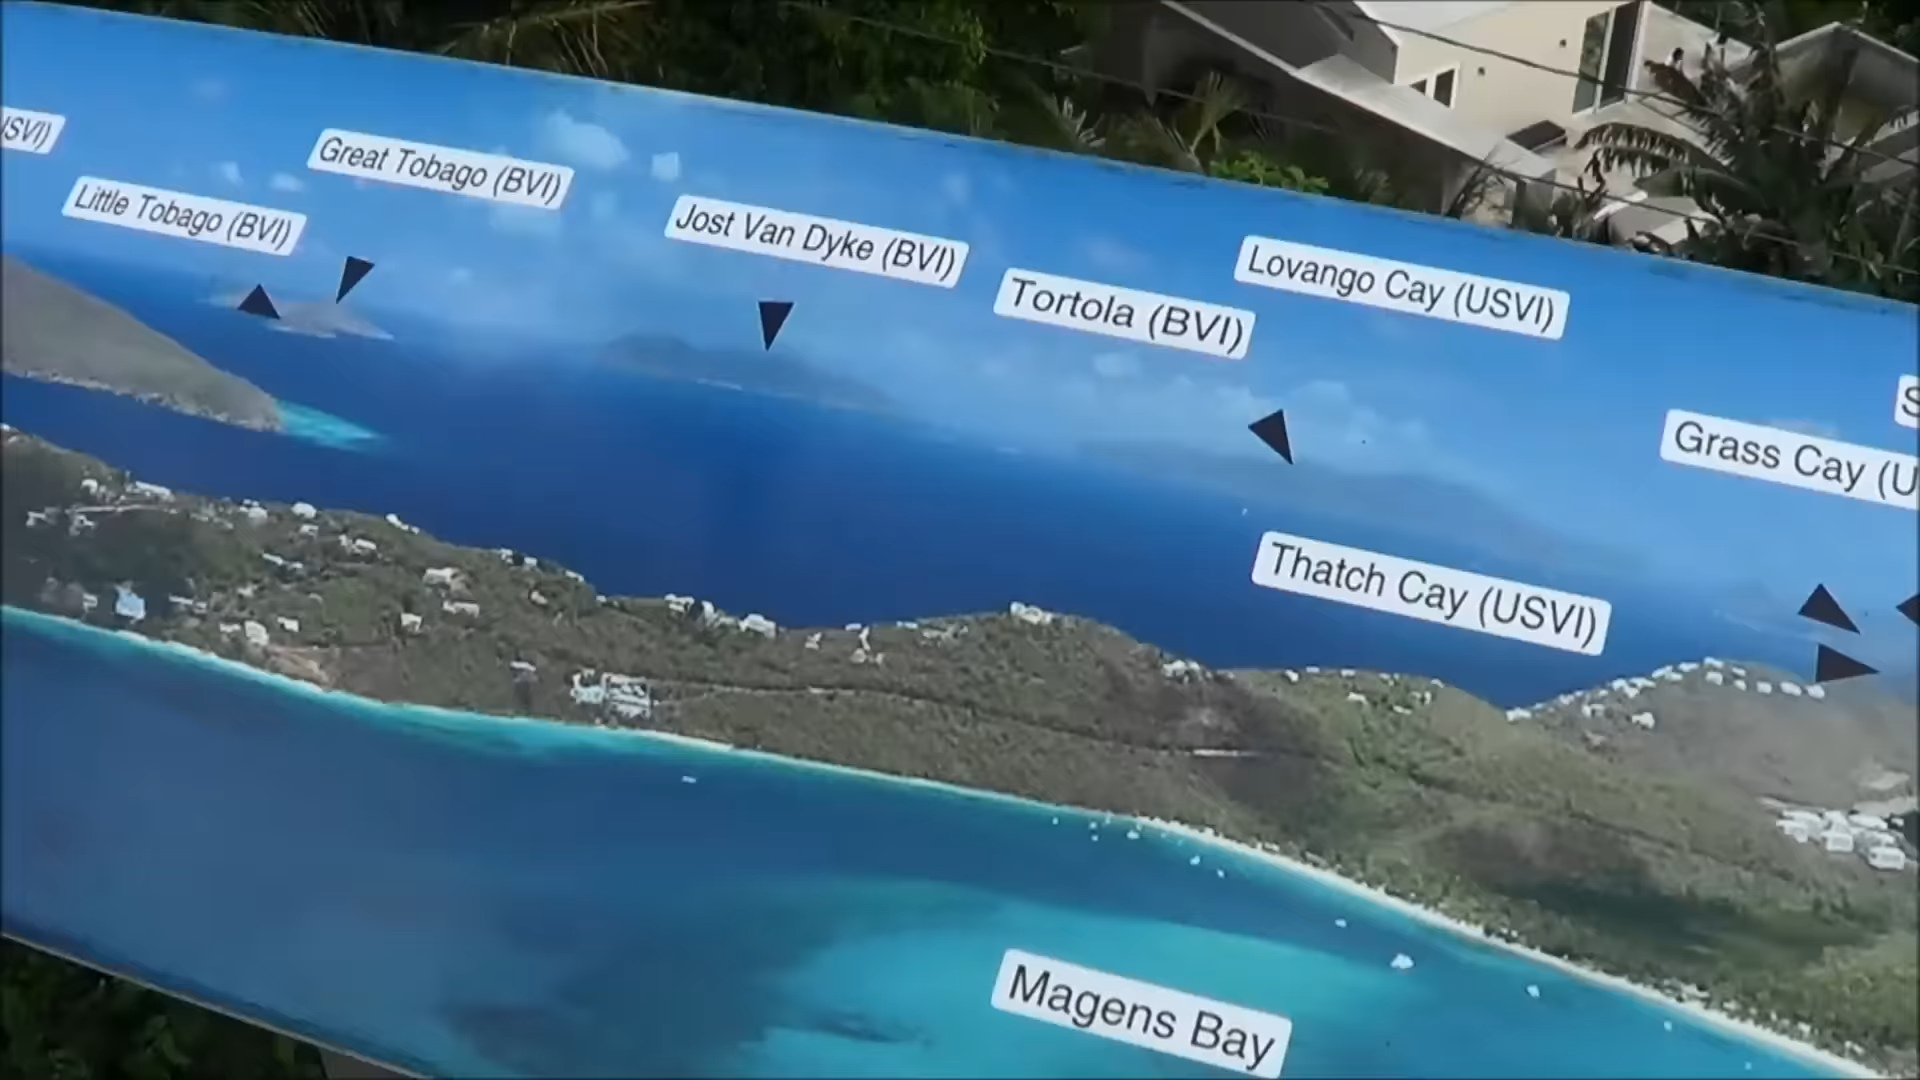 USVI)
Great Tobago (BVI)
Little Tobago (BVI)
Jost Van Dyke (BVI)
Lovango Cay (USVI)
Tortola (BVI)
Grass Cay (U
Thatch Cay (USVI)
Magens Bay